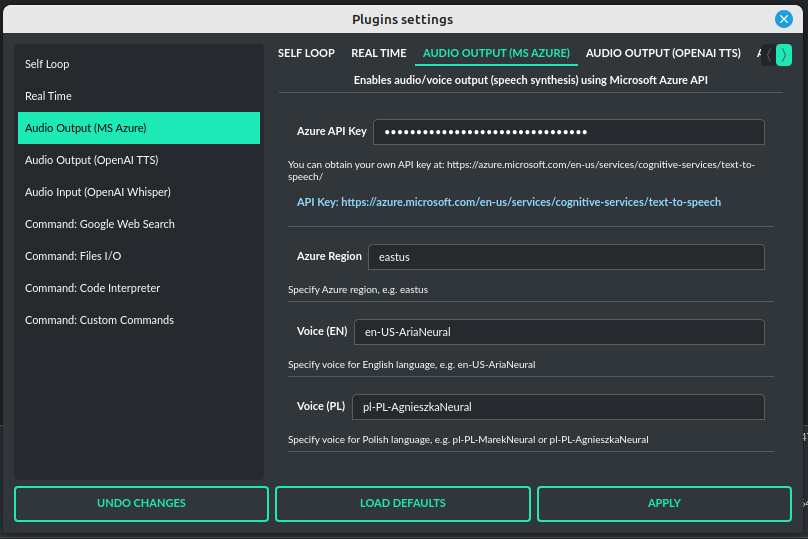 Plugins settings
Self Loop
Real Time
Audio Output (MS Azure)
Audio Output (OpenAI TTS)
Audio Input (OpenAI Whisper)
Command: Google Web Search
Command: Files I/O
Command: Code Interpreter
Command: Custom Commands
SELF LOOP REAL TIME AUDIO OUTPUT (MS AZURE) AUDIO OUTPUT (OPENAI TTS)
Enables audio/voice output (speech synthesis) using Microsoft Azure API
Azure API Key
You can obtain your own API key at: https://azure.microsoft.com/en-us/services/cognitive-services/text-to-
speech/
API Key: https://azure.microsoft.com/en-us/services/cognitive-services/text-to-speech
Azure Region eastus
Specify Azure region, e.g. eastus
Voice (EN) en-US-AriaNeural
Specify voice for English language, e.g. en-US-AriaNeural
Voice (PL) pl-PL-AgnieszkaNeural
Specify voice for Polish language, e.g. pl-PL-MarekNeural or pl-PL-AgnieszkaNeural
UNDO CHANGES LOAD DEFAULTS APPLY